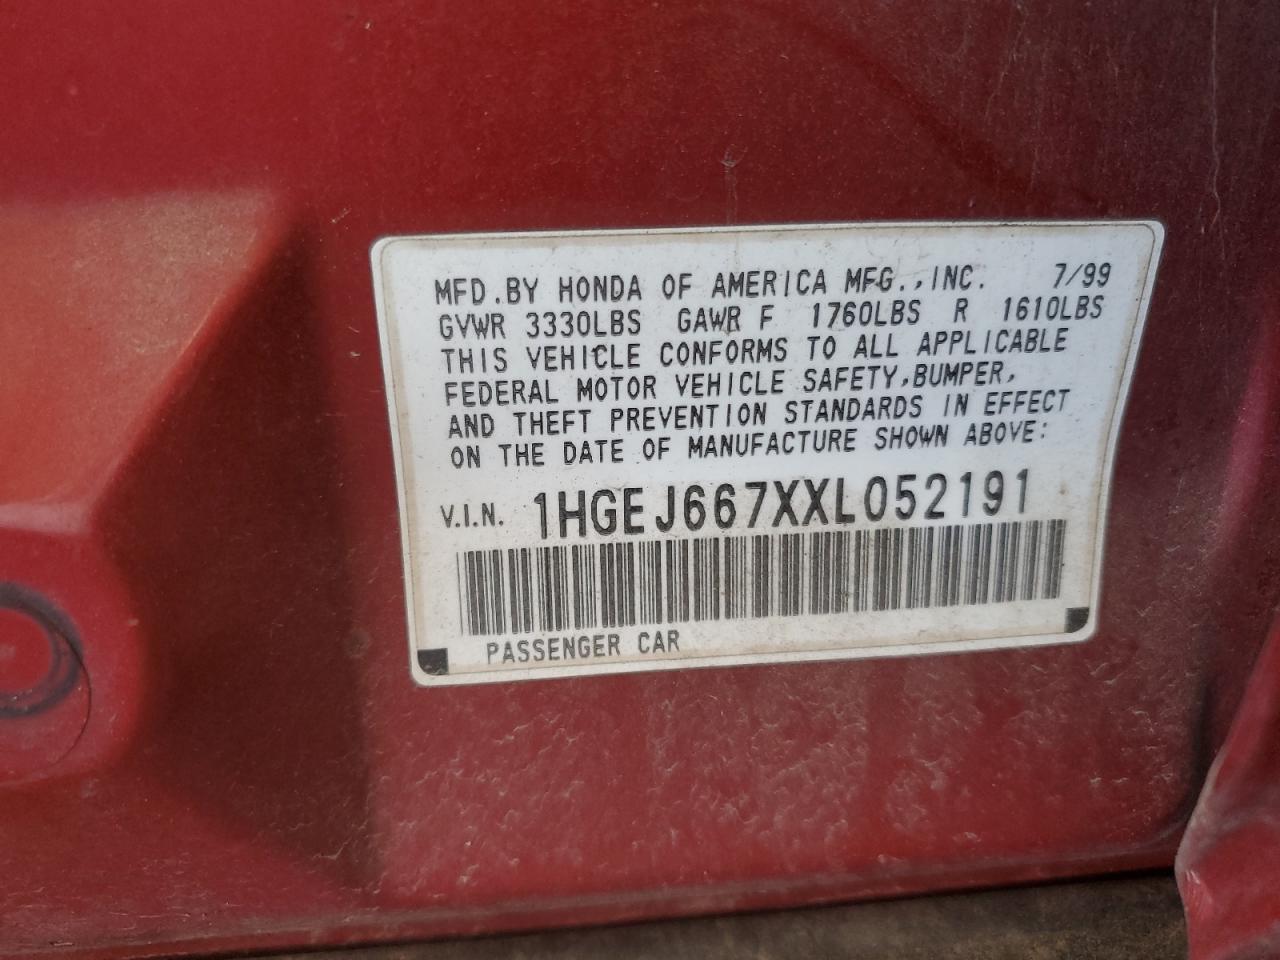 MFD.BY HONDA OF AMERICA MFG.,INC. 7/99
GVWR 3330LBS GAWR F 1760LBS R 1610LBS
THIS VEHICLE CONFORMS TO ALL APPLICABLE
FEDERAL MOTOR VEHICLE SAFETY,BUMPER,
AND THEFT PREVENTION STANDARDS IN EFFECT
ON THE DATE OF MANUFACTURE SHOWN ABOVE:
V.I.N. 1HGEJ667XXL052191
PASSENGER CAR